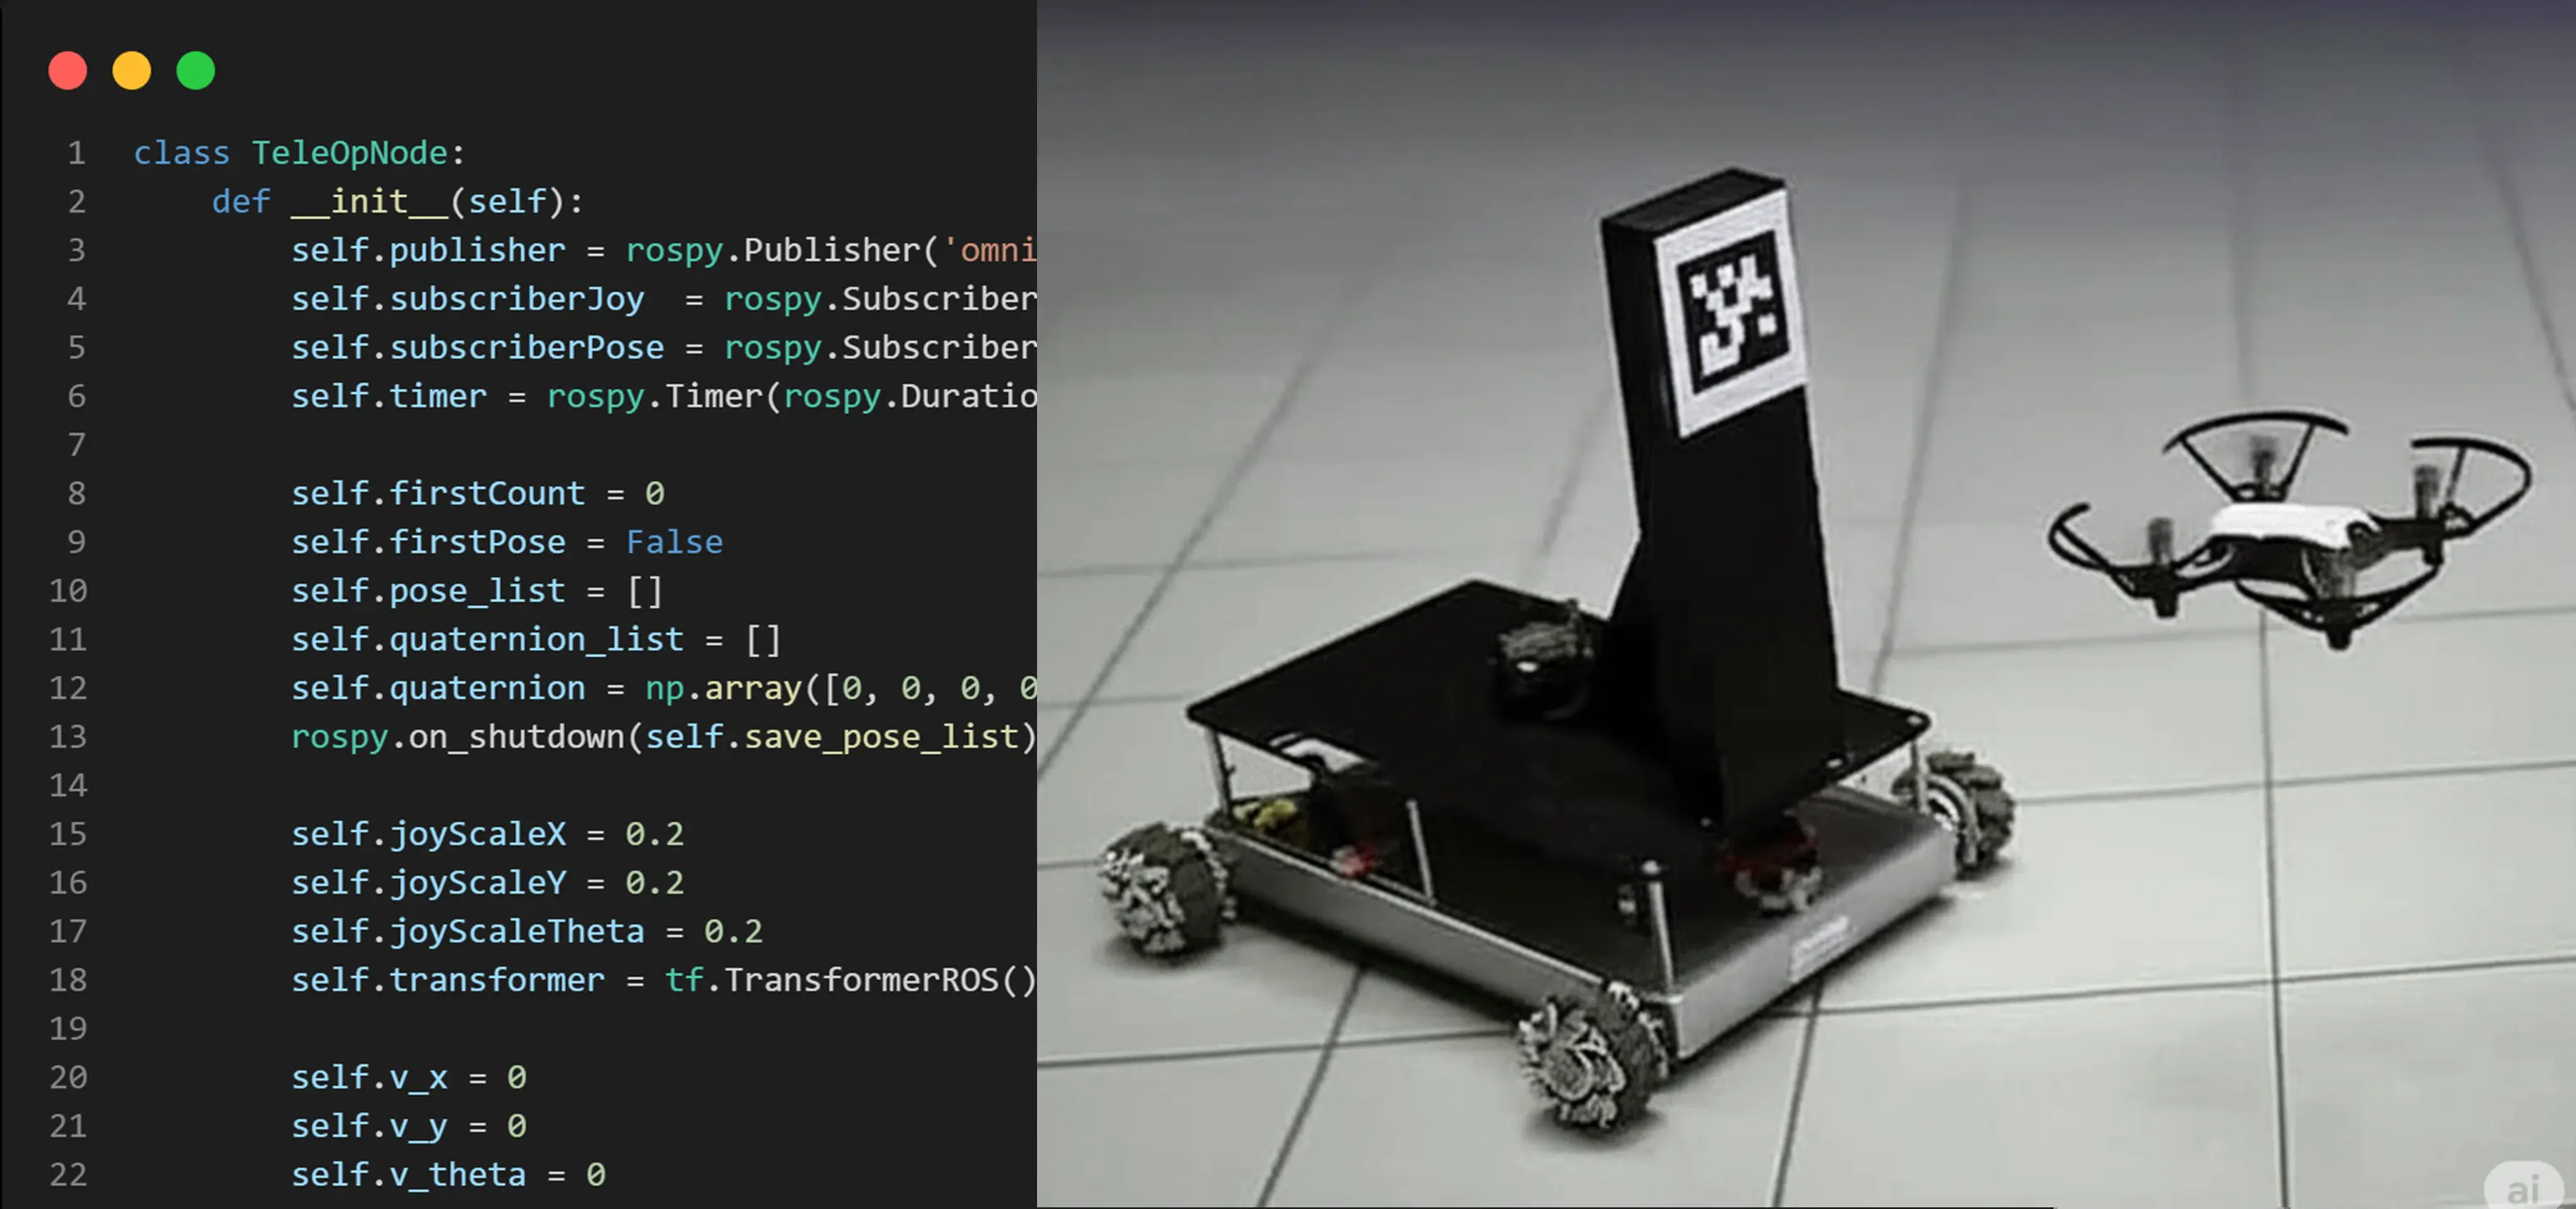 1 class TeleOpNode:
2 def __init__(self):
3 self.publisher = rospy.Publisher('omni
4 self.subscriberJoy = rospy.Subscriber
5 self.subscriberPose = rospy.Subscriber
6 self.timer = rospy.Timer(rospy.Duratio
7
8 self.firstCount = 0
9 self.firstPose = False
10 self.pose_list = []
11 self.quaternion_list = []
12 self.quaternion = np.array([0, 0, 0, 0
13 rospy.on_shutdown(self.save_pose_list)
14
15 self.joyScaleX = 0.2
16 self.joyScaleY = 0.2
17 self.joyScaleTheta = 0.2
18 self.transformer = tf.TransformerROS()
19
20 self.v_x = 0
21 self.v_y = 0
22 self.v_theta = 0
ai